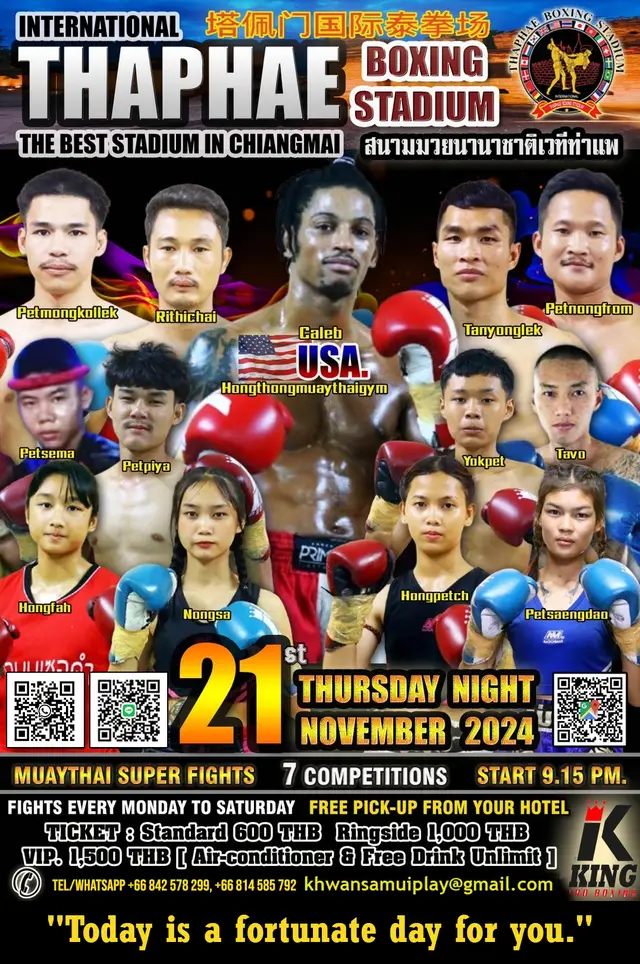 INTERNATIONAL
塔佩门国际泰拳场
THAPHAE
BOXING
STADIUM
THAPHAE BOXING STADIUM
INTERNATIONAL
THE BEST STADIUM IN CHIANGMAI
สนามมวยนานาชาติเวทีท่าแพ
Petmongkollek
Rithichai
Caleb
Tanyonglek
Petnongfrom
USA.
Hongthongmuaythaigym
Petsema
Petpiya
Yokpet
Tavo
Hongfah
Nongsa
Hongpetch
Petsaengdao
21st
THURSDAY NIGHT
NOVEMBER 2024
MUAYTHAI SUPER FIGHTS
7 COMPETITIONS
START 9.15 PM.
FIGHTS EVERY MONDAY TO SATURDAY FREE PICK-UP FROM YOUR HOTEL
TICKET : Standard 600 THB Ringside 1,000 THB
VIP. 1,500 THB [ Air-conditioner & Free Drink Unlimit ]
TEL/WHATSAPP +66 842 578 299, +66 814 585 792 khwansamuiplay@gmail.com
K
KING
PRO BOXING
"Today is a fortunate day for you."